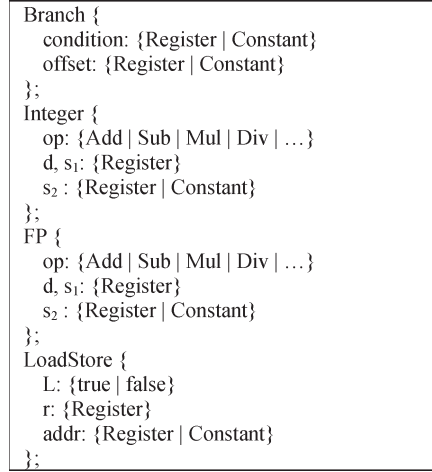 Branch {
condition: {Register | Constant}
offset: {Register | Constant}
};
Integer {
op: {Add | Sub | Mul | Div | …}
d, s₁: {Register}
s₂ : {Register | Constant}
};
FP {
op: {Add | Sub | Mul | Div | …}
d, s₁: {Register}
s₂ : {Register | Constant}
};
LoadStore {
L: {true | false}
r: {Register}
addr: {Register | Constant}
};